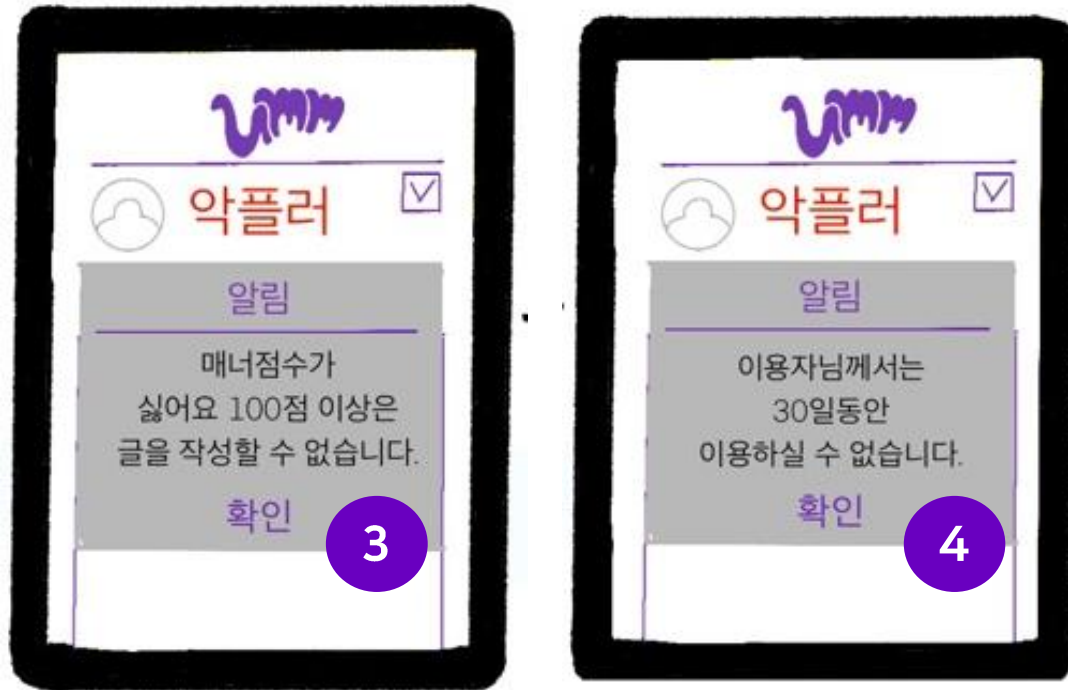 umm
악플러
알림
매너점수가
싫어요 100점 이상은
글을 작성할 수 없습니다.
확인
3
umm
악플러
알림
이용자님께서는
30일동안
이용하실 수 없습니다.
확인
4